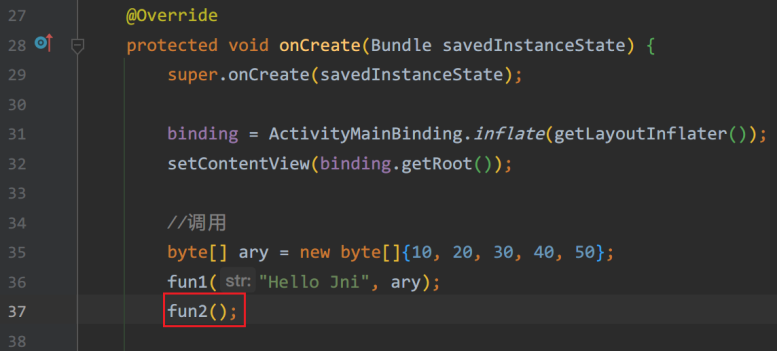 27 @Override
28 protected void onCreate(Bundle savedInstanceState) {
29 super.onCreate(savedInstanceState);
30
31 binding = ActivityMainBinding.inflate(getLayoutInflater());
32 setContentView(binding.getRoot());
33
34 //调用
35 byte[] ary = new byte[]{10, 20, 30, 40, 50};
36 fun1( str: "Hello Jni", ary);
37 fun2();
38